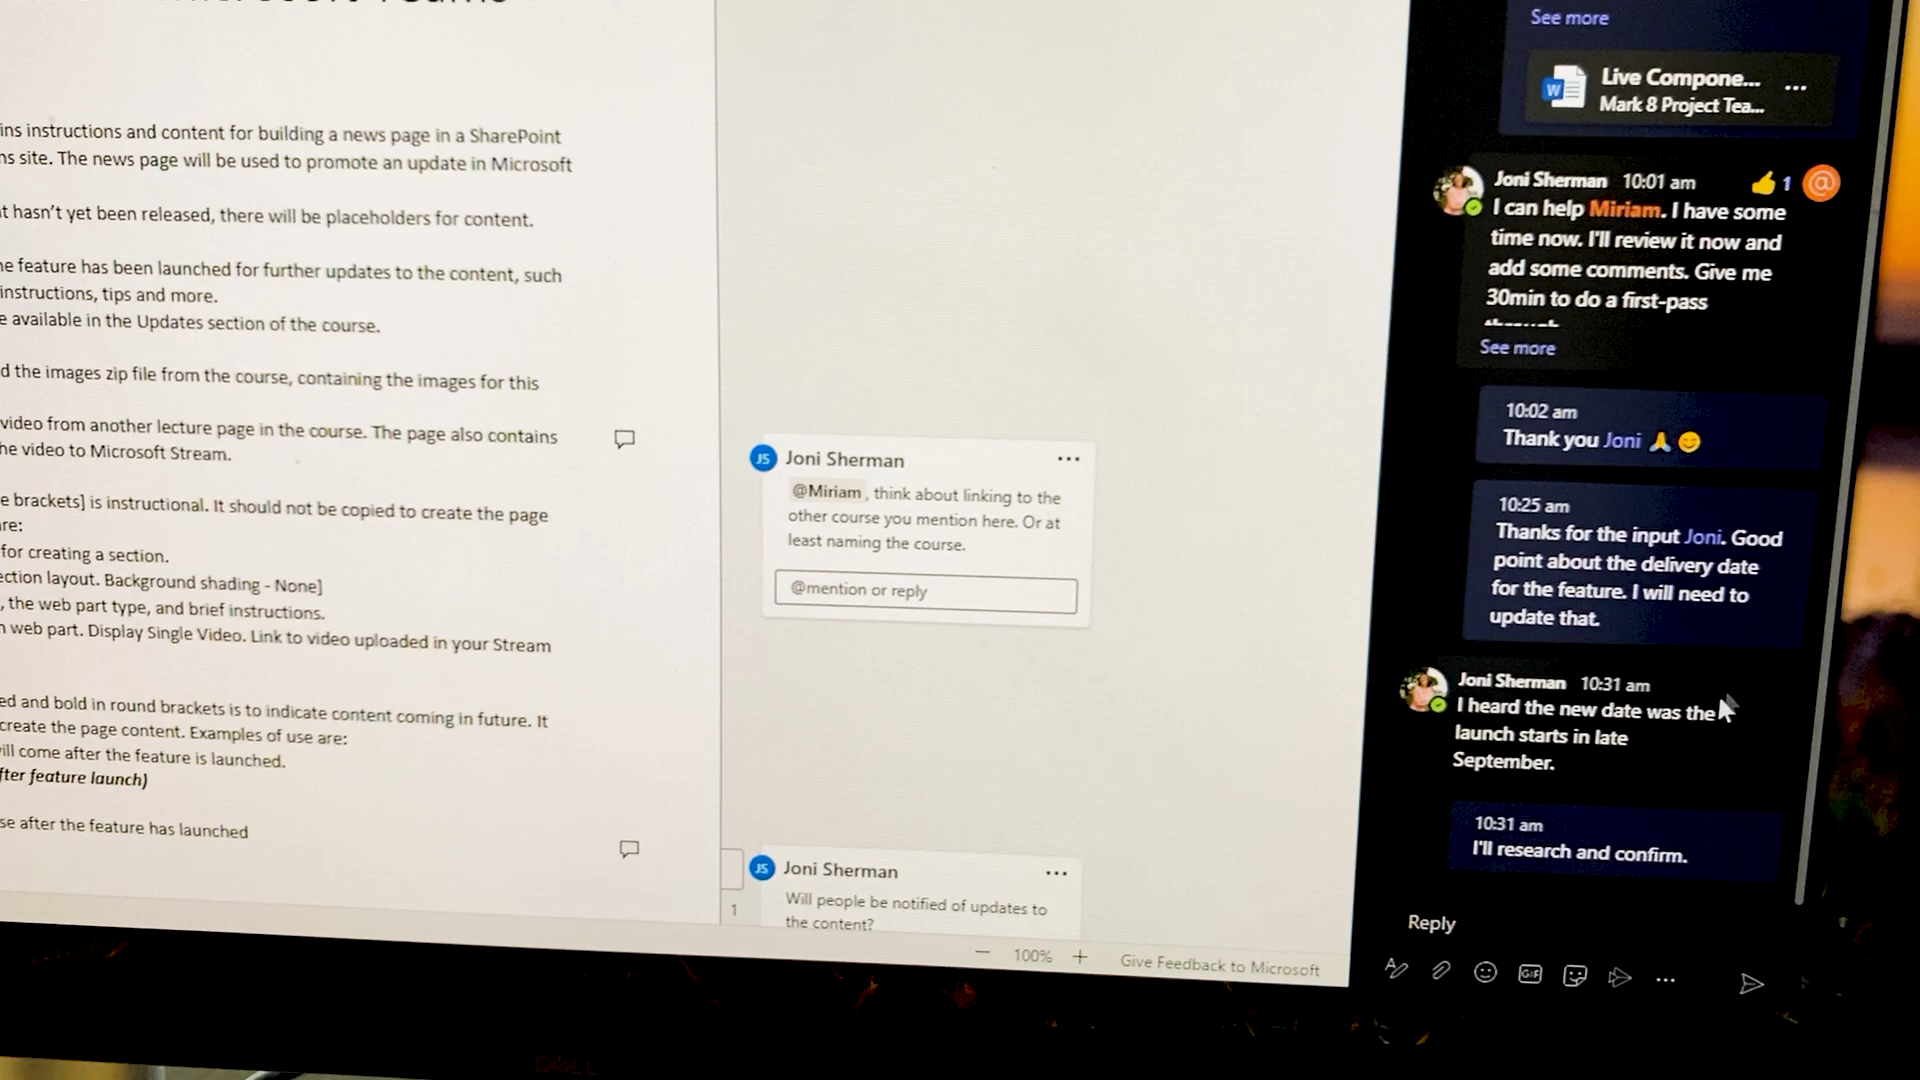 ins instructions and content for building a news page in a SharePoint
ns site. The news page will be used to promote an update in Microsoft
t hasn't yet been released, there will be placeholders for content.
ne feature has been launched for further updates to the content, such
instructions, tips and more.
e available in the Updates section of the course.
d the images zip file from the course, containing the images for this
video from another lecture page in the course. The page also contains
he video to Microsoft Stream.
e brackets] is instructional. It should not be copied to create the page
re:
for creating a section.
ection layout. Background shading - None]
, the web part type, and brief instructions.
n web part. Display Single Video. Link to video uploaded in your Stream
ed and bold in round brackets is to indicate content coming in future. It
create the page content. Examples of use are:
ill come after the feature is launched.
fter feature launch)
se after the feature has launched
JS Joni Sherman
@Miriam, think about linking to the
other course you mention here. Or at
least naming the course.
@mention or reply
JS Joni Sherman
1
Will people be notified of updates to
the content?
100%
Give Feedback to Microsoft
See more
Live Compone...
Mark 8 Project Tea...
Joni Sherman 10:01 am 1
I can help Miriam. I have some
time now. I'll review it now and
add some comments. Give me
30min to do a first-pass
See more
10:02 am
Thank you Joni 🙏 😊
10:25 am
Thanks for the input Joni. Good
point about the delivery date
for the feature. I will need to
update that.
Joni Sherman 10:31 am
I heard the new date was the
launch starts in late
September.
10:31 am
I'll research and confirm.
Reply
GIF
DELL